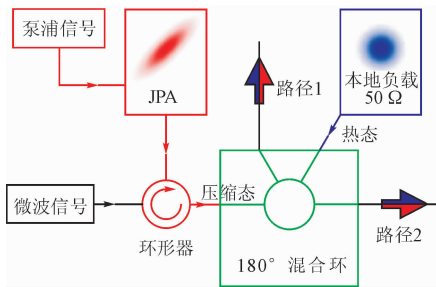 泵浦信号
JPA
路径1
本地负载
50 Ω
热态
微波信号
压缩态
环形器
路径2
180° 混合环